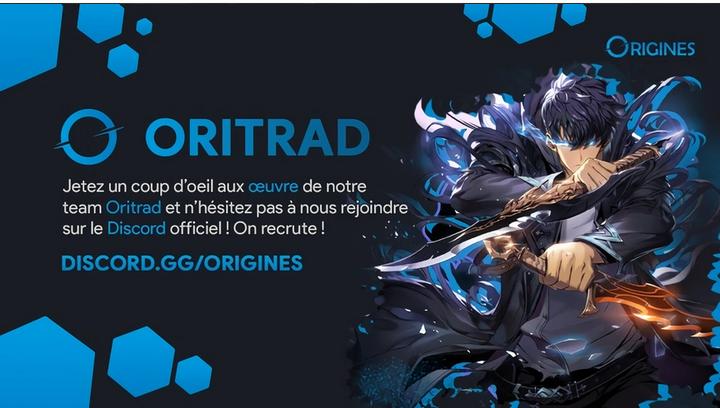 ORIGINES
ORITRAD
Jetez un coup d'oeil aux œuvre de notre
team Oritrad et n'hésitez pas à nous rejoindre
sur le Discord officiel ! On recrute !
DISCORD.GG/ORIGINES